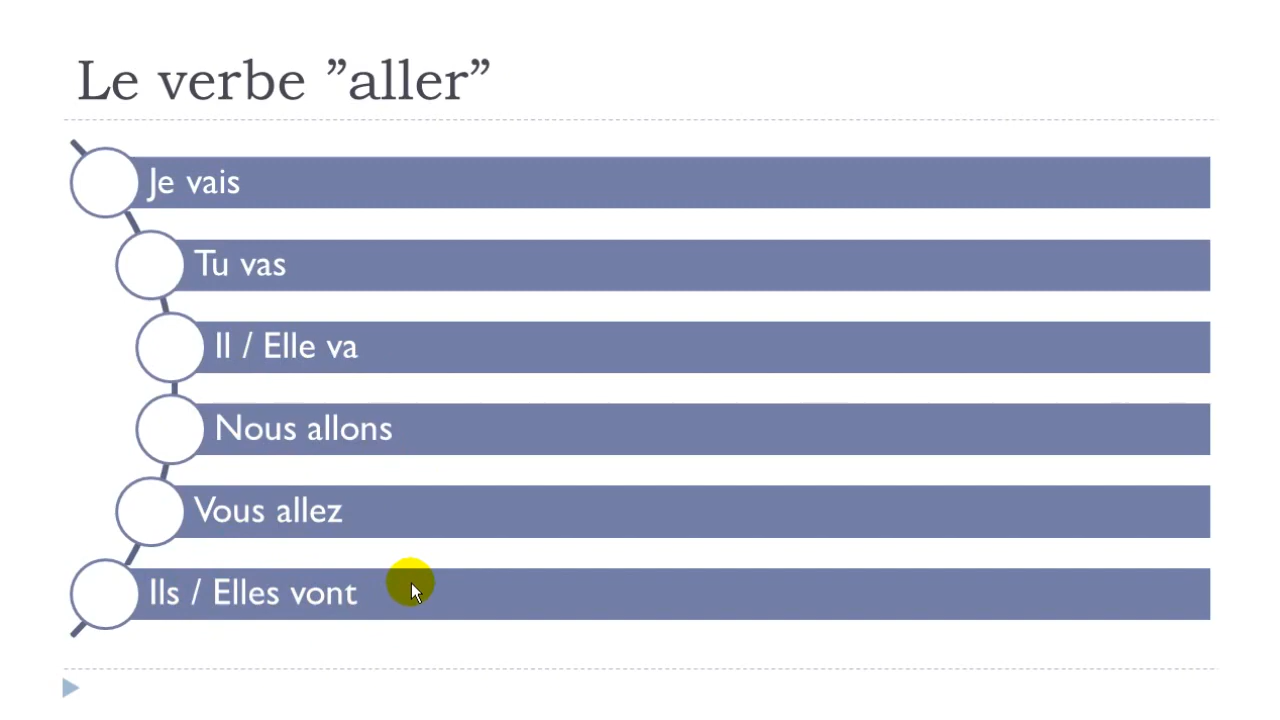 Le verbe ”aller”
Je vais
Tu vas
Il / Elle va
Nous allons
Vous allez
Ils / Elles vont